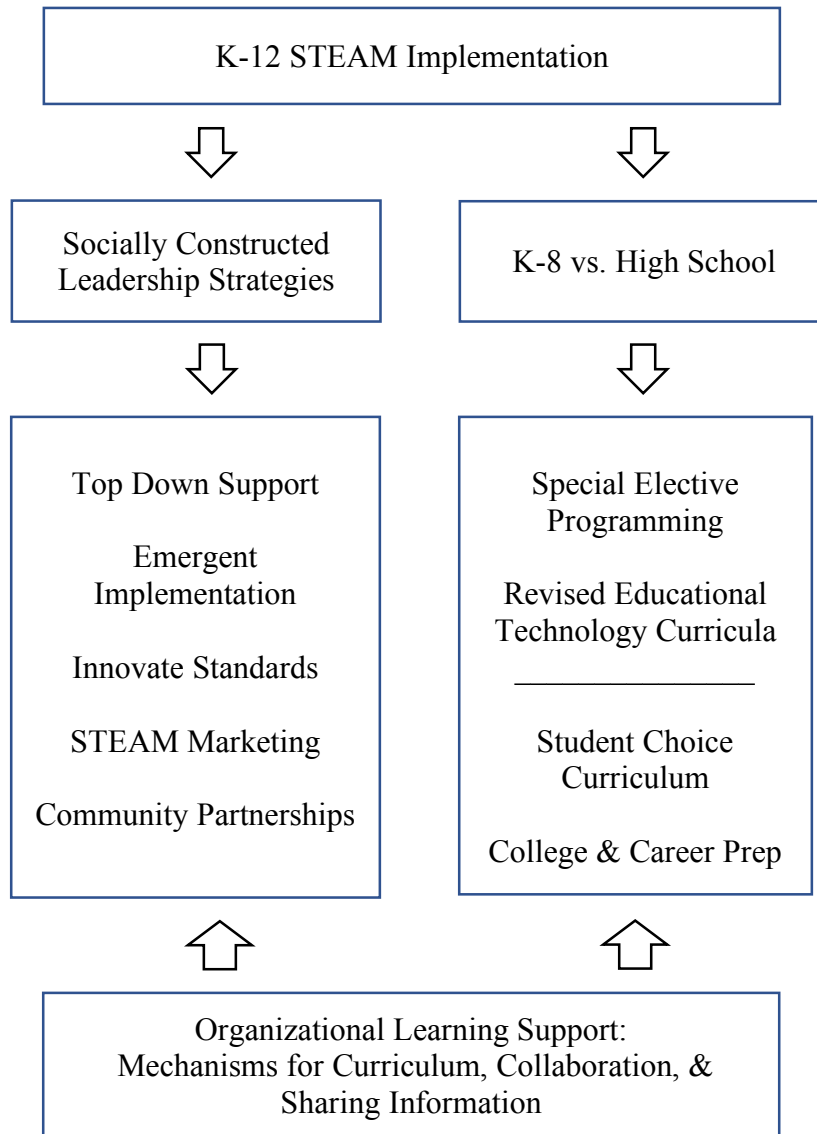 K-12 STEAM Implementation
Socially Constructed
Leadership Strategies
K-8 vs. High School
Top Down Support
Emergent
Implementation
Innovate Standards
STEAM Marketing
Community Partnerships
Special Elective
Programming
Revised Educational
Technology Curricula
Student Choice
Curriculum
College & Career Prep
Organizational Learning Support:
Mechanisms for Curriculum, Collaboration, &
Sharing Information